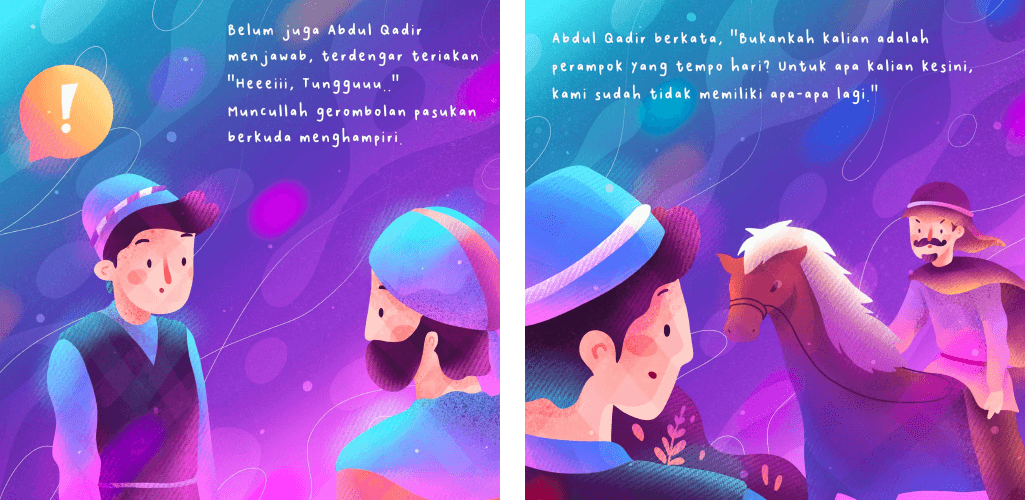 !
Belum juga Abdul Qadir
menjawab, terdengar teriakan
"Heeeiii, Tungguuu.."
Muncullah gerombolan pasukan
berkuda menghampiri.
Abdul Qadir berkata, "Bukankah kalian adalah
perampok yang tempo hari? Untuk apa kalian kesini,
kami sudah tidak memiliki apa-apa lagi."